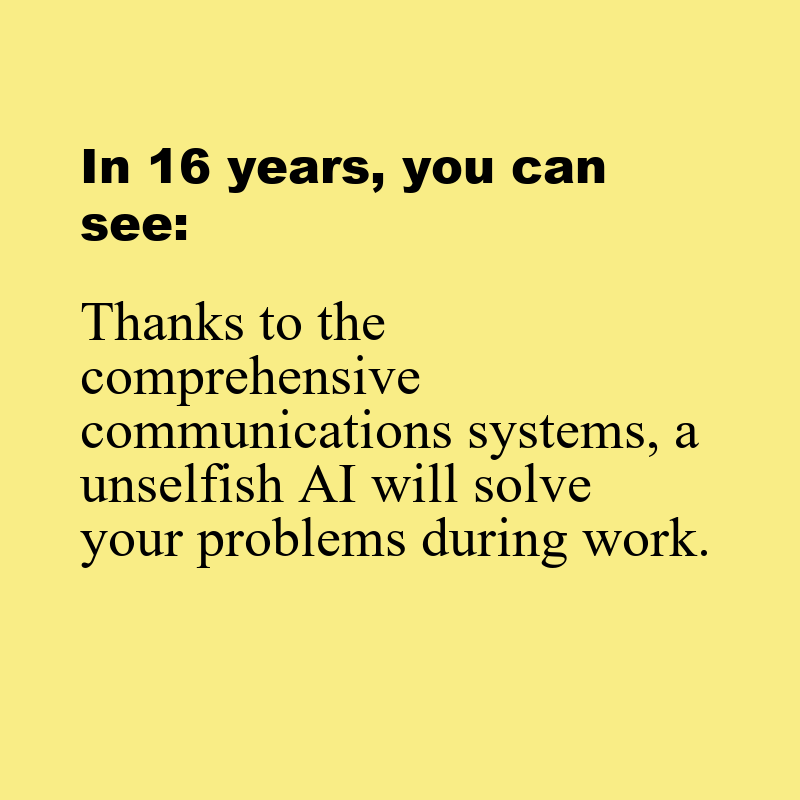 In 16 years, you can
see:
Thanks to the
comprehensive
communications systems, a
unselfish AI will solve
your problems during work.